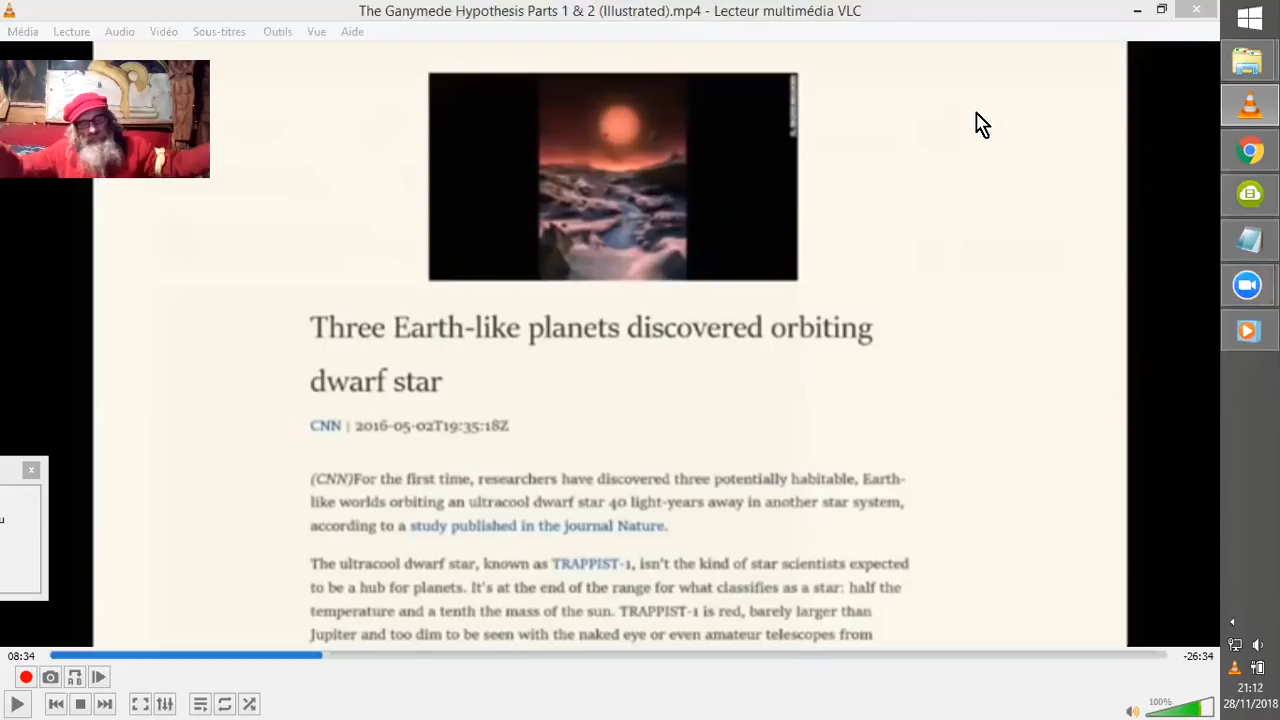 The Ganymede Hypothesis Parts 1 & 2 (Illustrated).mp4 - Lecteur multimédia VLC
Média Lecture Audio Vidéo Sous-titres Outils Vue Aide
Three Earth-like planets discovered orbiting
dwarf star
CNN | 2016-05-02T19:35:18Z
(CNN)For the first time, researchers have discovered three potentially habitable, Earth-
like worlds orbiting an ultracool dwarf star 40 light-years away in another star system,
according to a study published in the journal Nature.
The ultracool dwarf star, known as TRAPPIST-1, isn't the kind of star scientists expected
to be a hub for planets. It's at the end of the range for what classifies as a star: half the
temperature and a tenth the mass of the sun. TRAPPIST-1 is red, barely larger than
Jupiter and too dim to be seen with the naked eye or even amateur telescopes from
u
08:34
-26:34
100%
21:12
28/11/2018